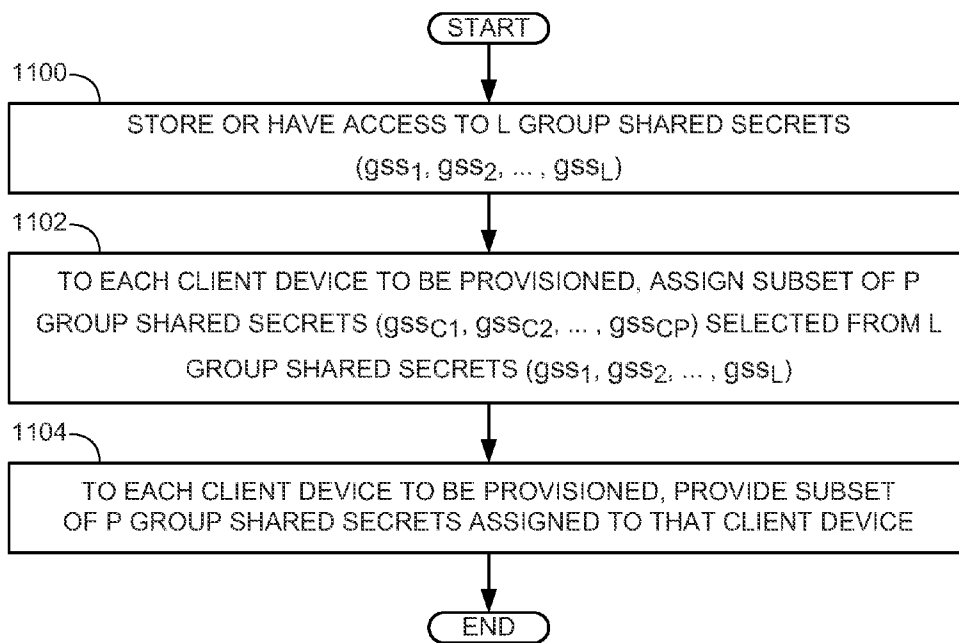 START
1100
STORE OR HAVE ACCESS TO L GROUP SHARED SECRETS
(gss1, gss2, ... , gssL)
1102
TO EACH CLIENT DEVICE TO BE PROVISIONED, ASSIGN SUBSET OF P
GROUP SHARED SECRETS (gssC1, gssC2, ... , gssCP) SELECTED FROM L
GROUP SHARED SECRETS (gss1, gss2, ... , gssL)
1104
TO EACH CLIENT DEVICE TO BE PROVISIONED, PROVIDE SUBSET
OF P GROUP SHARED SECRETS ASSIGNED TO THAT CLIENT DEVICE
END